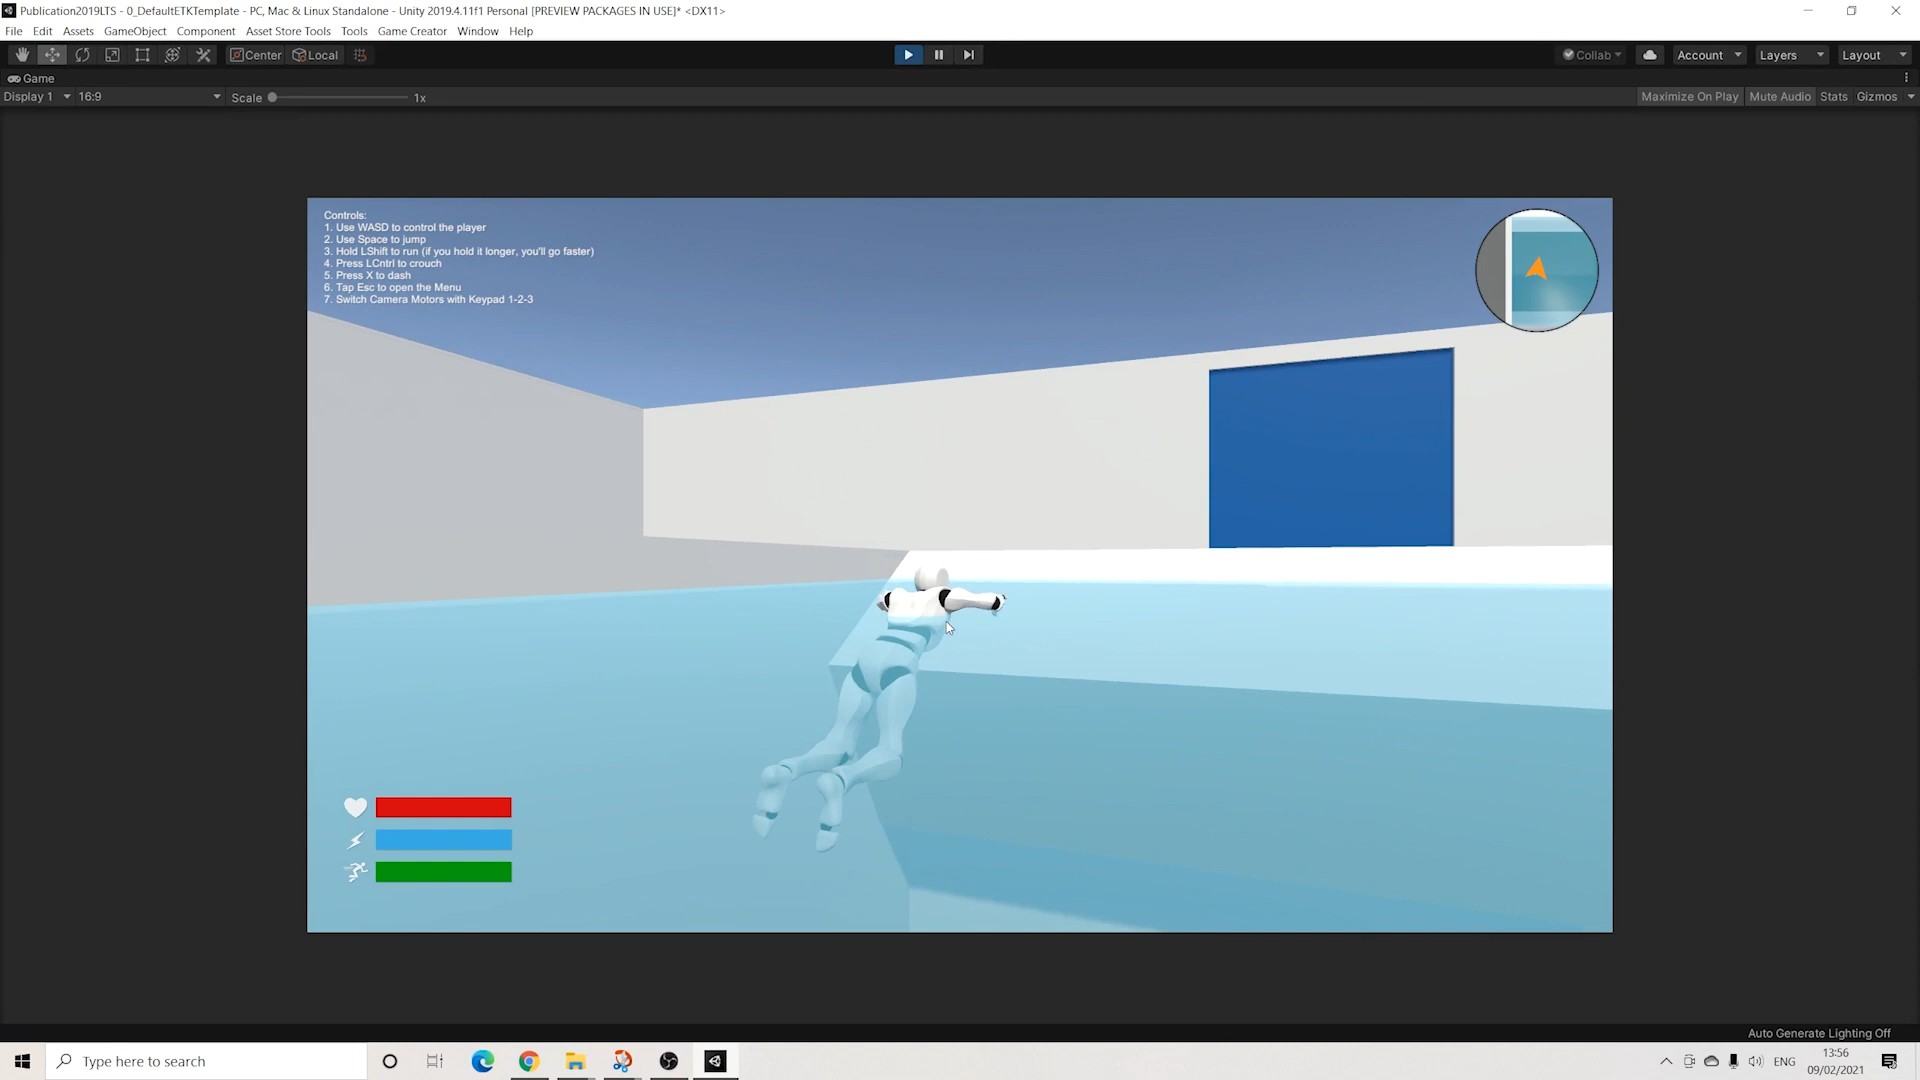 Publication2019LTS - 0_DefaultETKTemplate - PC, Mac & Linux Standalone - Unity 2019.4.11f1 Personal [PREVIEW PACKAGES IN USE]* <DX11>
File Edit Assets GameObject Component Asset Store Tools Tools Game Creator Window Help
Center Local Collab Account Layers Layout
Game
Display 1 16:9 Scale 1x Maximize On Play Mute Audio Stats Gizmos
Controls:
1. Use WASD to control the player
2. Use Space to jump
3. Hold LShift to run (if you hold it longer, you'll go faster)
4. Press LCntrl to crouch
5. Press X to dash
6. Tap Esc to open the Menu
7. Switch Camera Motors with Keypad 1-2-3
Auto Generate Lighting Off
Type here to search
ENG
13:56
09/02/2021